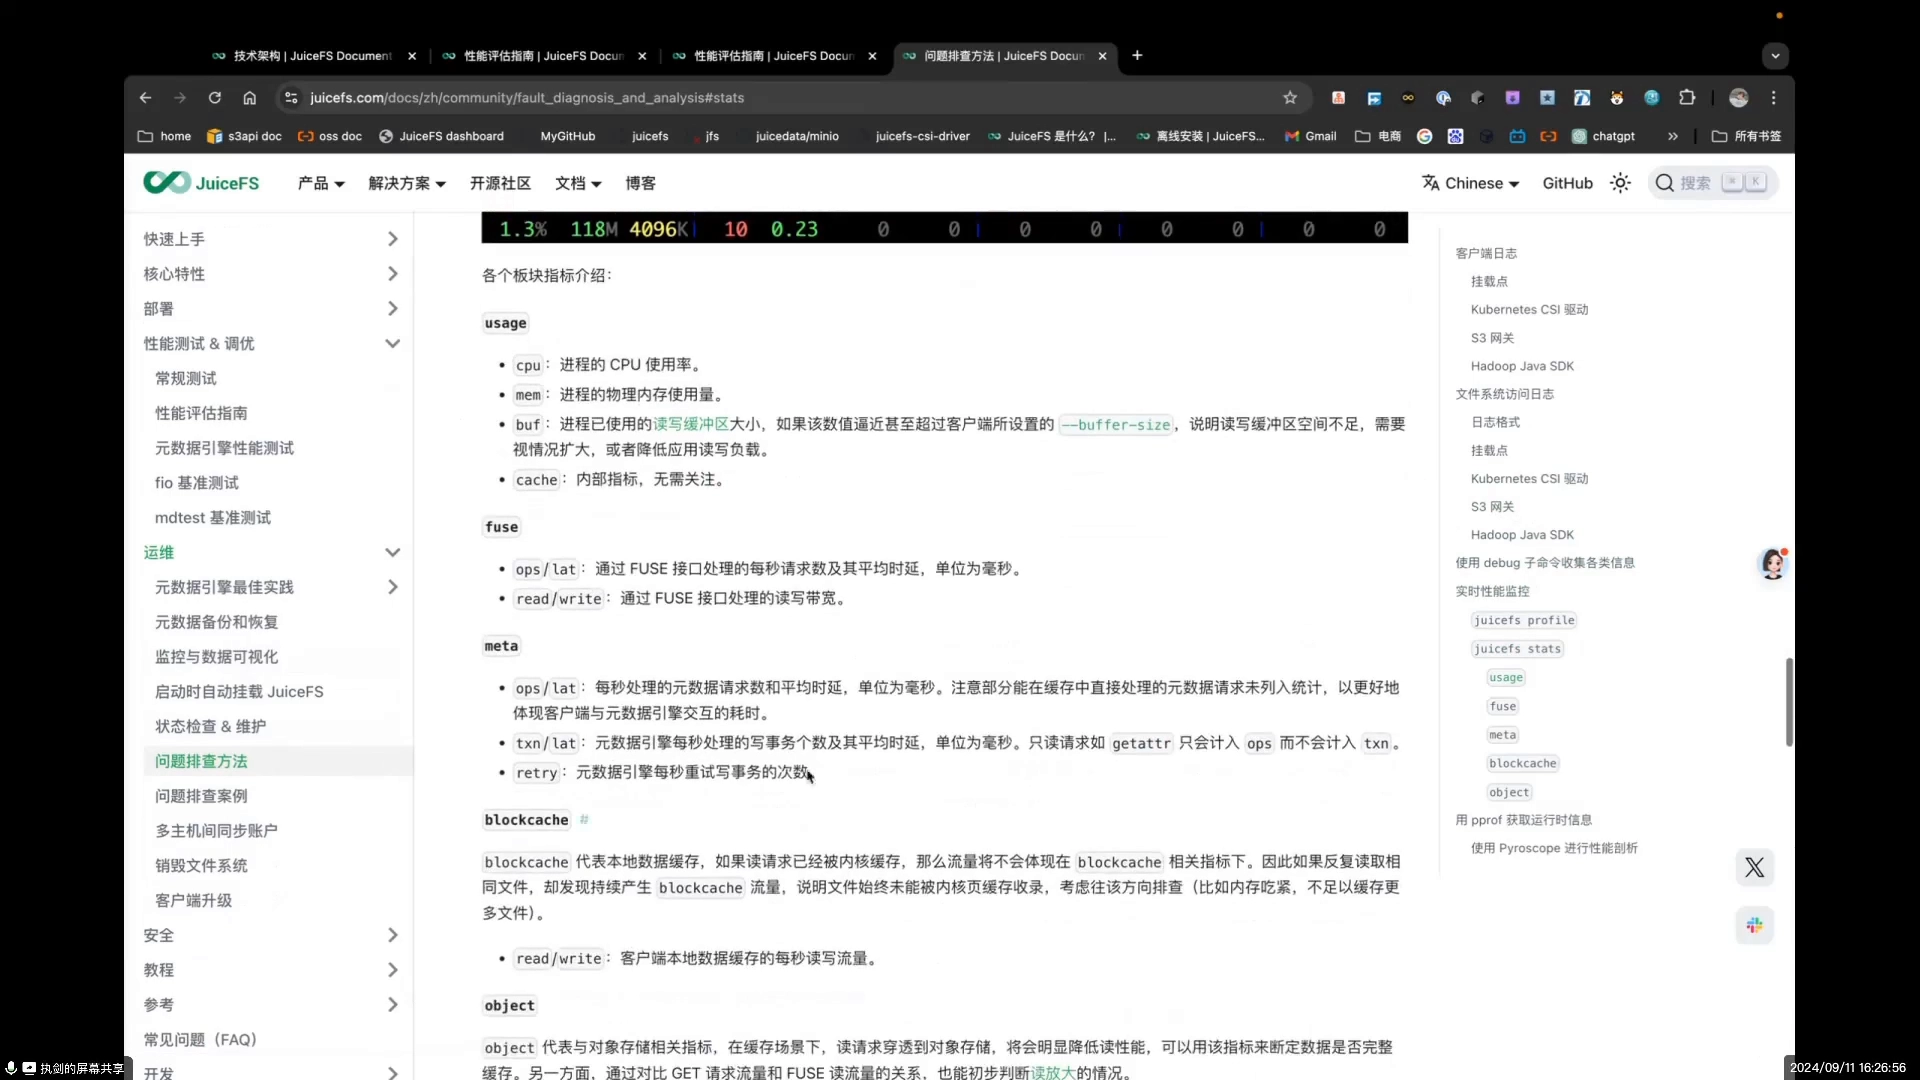 技术架构 | JuiceFS Document
性能评估指南 | JuiceFS Docum
性能评估指南 | JuiceFS Docum
问题排查方法 | JuiceFS Docum
juicefs.com/docs/zh/community/fault_diagnosis_and_analysis#stats
home
s3api doc
oss doc
JuiceFS dashboard
MyGitHub
juicefs
jfs
juicedata/minio
juicefs-csi-driver
JuiceFS 是什么? |...
离线安装 | JuiceFS...
Gmail
电商
chatgpt
所有书签
JuiceFS
产品
解决方案
开源社区
文档
博客
Chinese
GitHub
搜索
K
快速上手
核心特性
部署
性能测试 & 调优
常规测试
性能评估指南
元数据引擎性能测试
fio 基准测试
mdtest 基准测试
运维
元数据引擎最佳实践
元数据备份和恢复
监控与数据可视化
启动时自动挂载 JuiceFS
状态检查 & 维护
问题排查方法
问题排查案例
多主机间同步账户
销毁文件系统
客户端升级
安全
教程
参考
常见问题（FAQ）
开发
1.3% 118M 4096K| 10 0.23 0 0 | 0 0 | 0 0 | 0 0
各个板块指标介绍：
usage
cpu：进程的 CPU 使用率。
mem：进程的物理内存使用量。
buf：进程已使用的读写缓冲区大小，如果该数值逼近甚至超过客户端所设置的 --buffer-size，说明读写缓冲区空间不足，需要
视情况扩大，或者降低应用读写负载。
cache：内部指标，无需关注。
fuse
ops/lat：通过 FUSE 接口处理的每秒请求数及其平均时延，单位为毫秒。
read/write：通过 FUSE 接口处理的读写带宽。
meta
ops/lat：每秒处理的元数据请求数和平均时延，单位为毫秒。注意部分能在缓存中直接处理的元数据请求未列入统计，以更好地
体现客户端与元数据引擎交互的耗时。
txn/lat：元数据引擎每秒处理的写事务个数及其平均时延，单位为毫秒。只读请求如 getattr 只会计入 ops 而不会计入 txn。
retry：元数据引擎每秒重试写事务的次数
blockcache #
blockcache 代表本地数据缓存，如果读请求已经被内核缓存，那么流量将不会体现在 blockcache 相关指标下。因此如果反复读取相
同文件，却发现持续产生 blockcache 流量，说明文件始终未能被内核页缓存收录，考虑往该方向排查（比如内存吃紧，不足以缓存更
多文件）。
read/write：客户端本地数据缓存的每秒读写流量。
object
object 代表与对象存储相关指标，在缓存场景下，读请求穿透到对象存储，将会明显降低读性能，可以用该指标来断定数据是否完整
缓存。另一方面，通过对比 GET 请求流量和 FUSE 读流量的关系，也能初步判断读放大的情况。
客户端日志
挂载点
Kubernetes CSI 驱动
S3 网关
Hadoop Java SDK
文件系统访问日志
日志格式
挂载点
Kubernetes CSI 驱动
S3 网关
Hadoop Java SDK
使用 debug 子命令收集各类信息
实时性能监控
juicefs profile
juicefs stats
usage
fuse
meta
blockcache
object
用 pprof 获取运行时信息
使用 Pyroscope 进行性能剖析
执剑的屏幕共享
2024/09/11 16:26:56